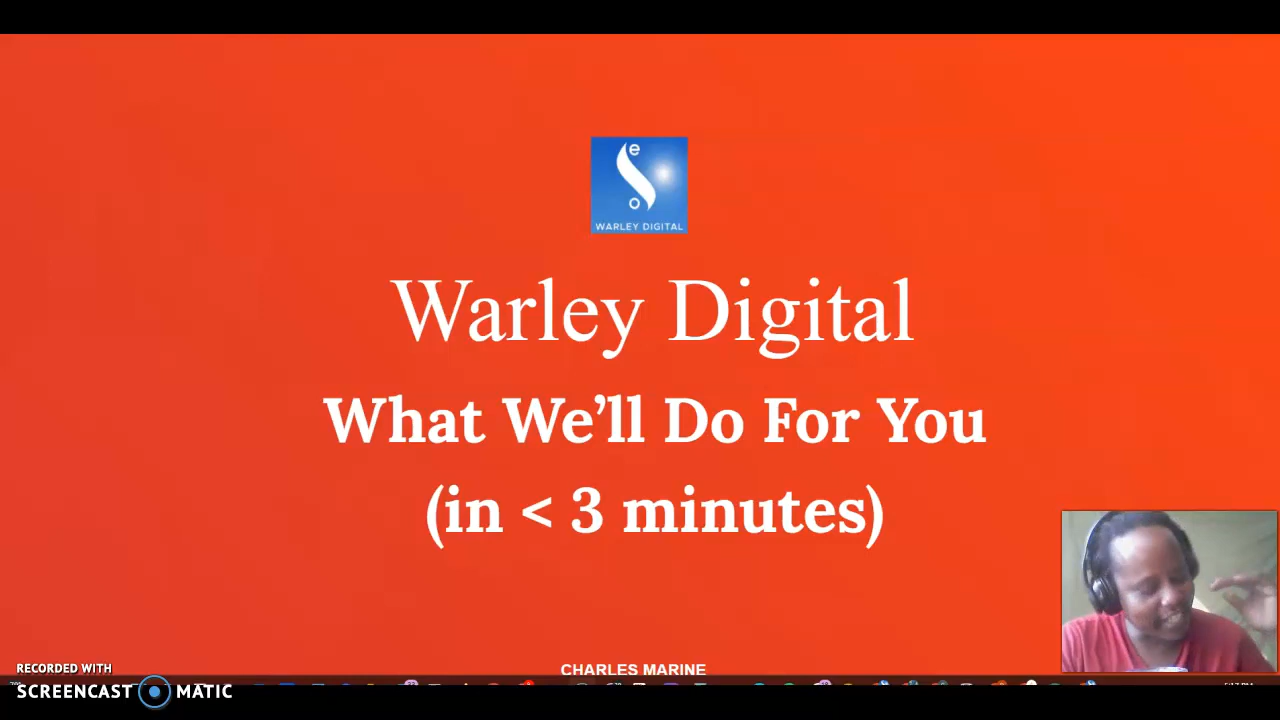 e
o
WARLEY DIGITAL
Warley Digital
What We’ll Do For You
(in < 3 minutes)
CHARLES MARINE
RECORDED WITH
SCREENCAST MATIC